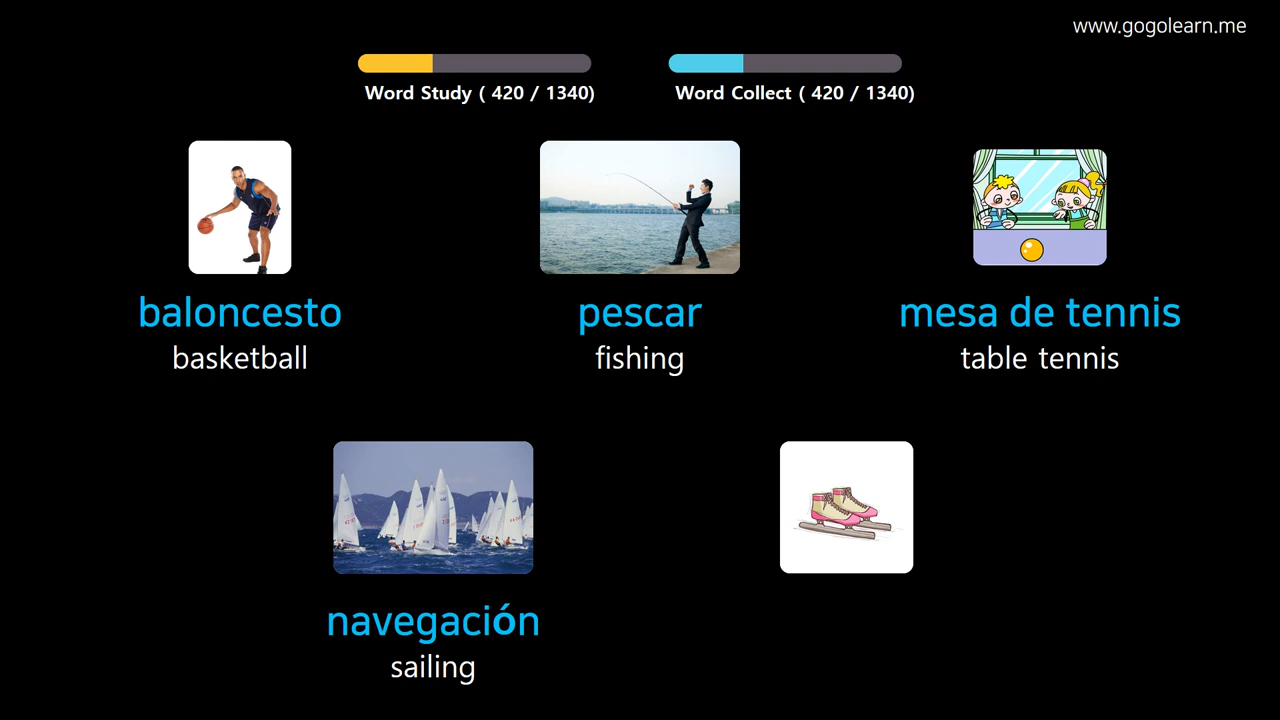 www.gogolearn.me
Word Study ( 420 / 1340)
Word Collect ( 420 / 1340)
baloncesto
basketball
pescar
fishing
mesa de tennis
table tennis
navegación
sailing